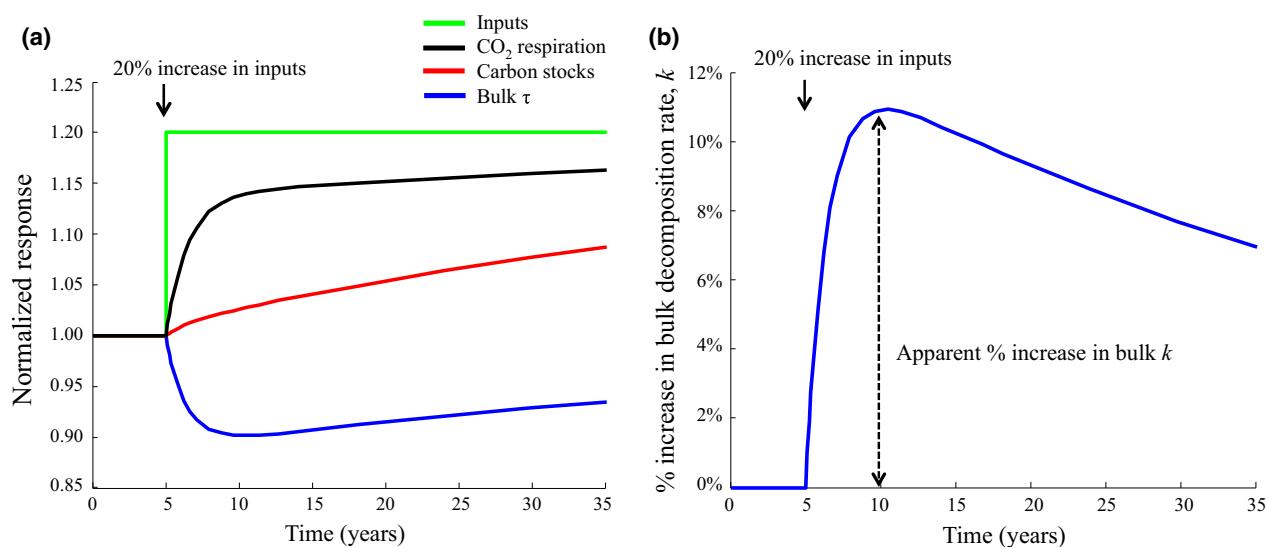 (a)
Inputs
CO₂ respiration
Carbon stocks
Bulk τ
20% increase in inputs
Normalized response
1.25
1.20
1.15
1.10
1.05
1.00
0.95
0.90
0.85
0 5 10 15 20 25 30 35
Time (years)
(b)
20% increase in inputs
% increase in bulk decomposition rate, k
12%
10%
8%
6%
4%
2%
0%
Apparent % increase in bulk k
0 5 10 15 20 25 30 35
Time (years)